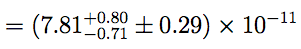 = (7.81^{+0.80}_{-0.71} ± 0.29) × 10^{−11}